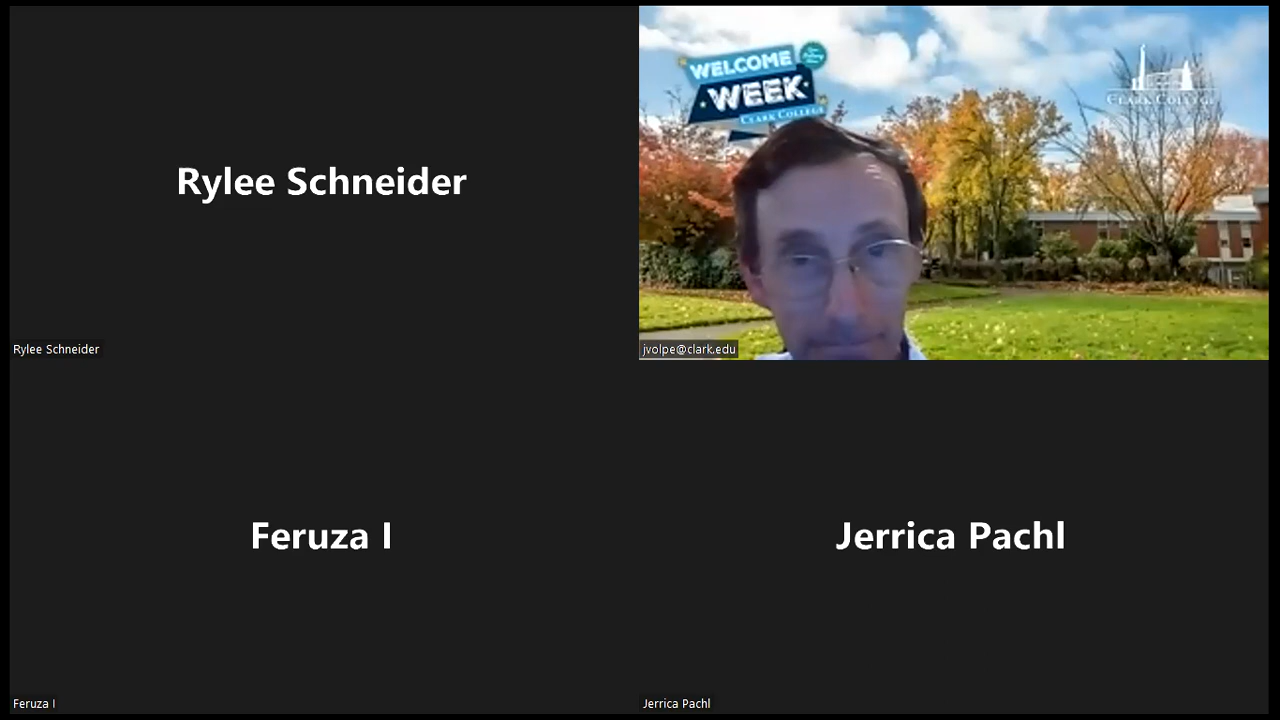 Rylee Schneider
Rylee Schneider
WELCOME
WEEK
CLARK COLLEGE
CLARK COLLEGE
jvolpe@clark.edu
Feruza I
Feruza I
Jerrica Pachl
Jerrica Pachl